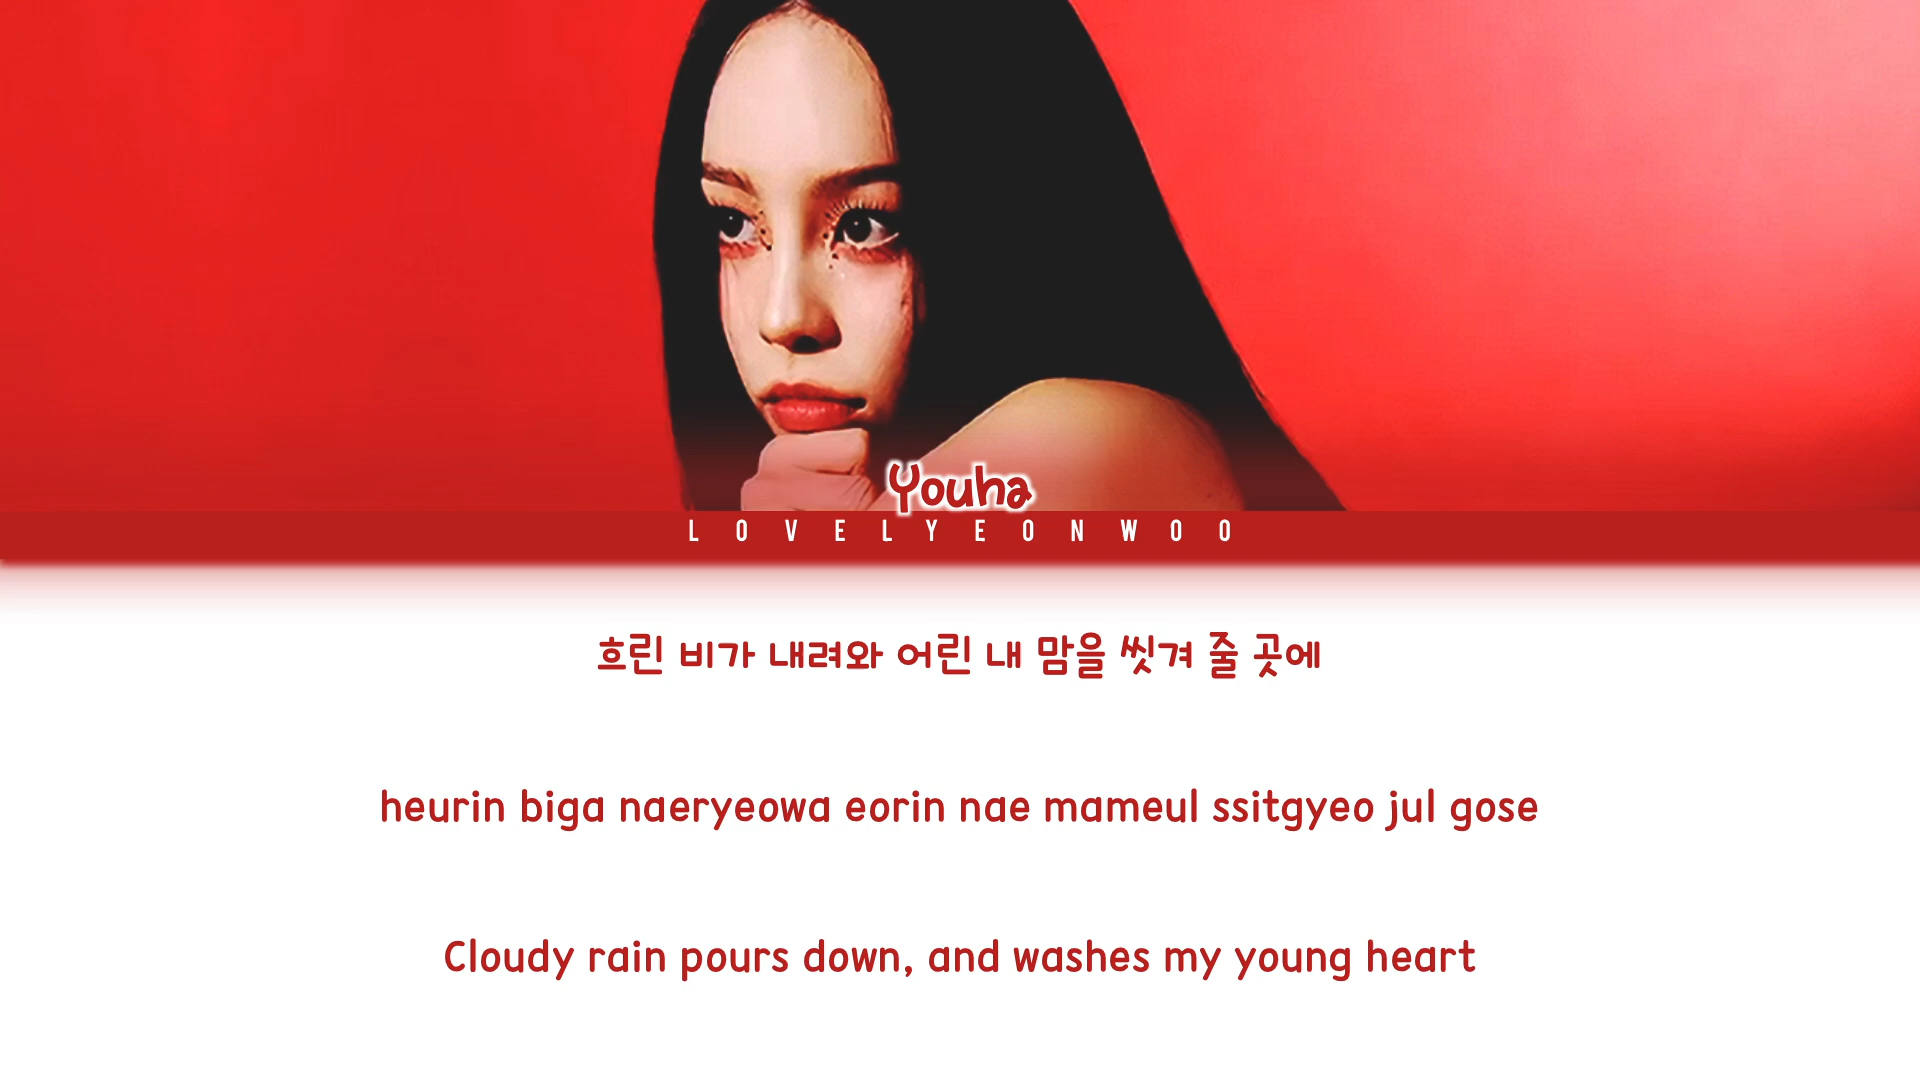 Youha
LOVELYEONWOO
흐린 비가 내려와 어린 내 맘을 씻겨 줄 곳에
heurin biga naeryeowa eorin nae mameul ssitgyeo jul gose
Cloudy rain pours down, and washes my young heart